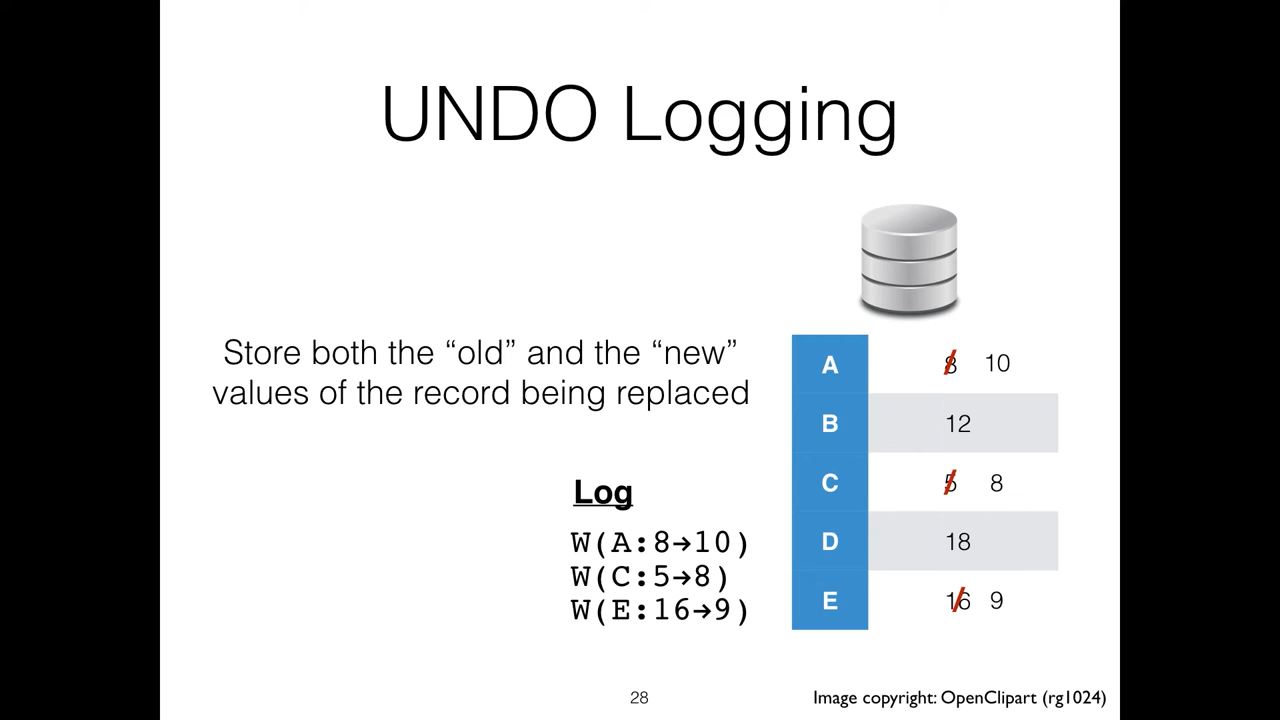 UNDO Logging
Store both the “old” and the “new”
values of the record being replaced
Log
W(A:8→10)
W(C:5→8)
W(E:16→9)
A 8 10
B 12
C 5 8
D 18
E 16 9
28
Image copyright: OpenClipart (rg1024)